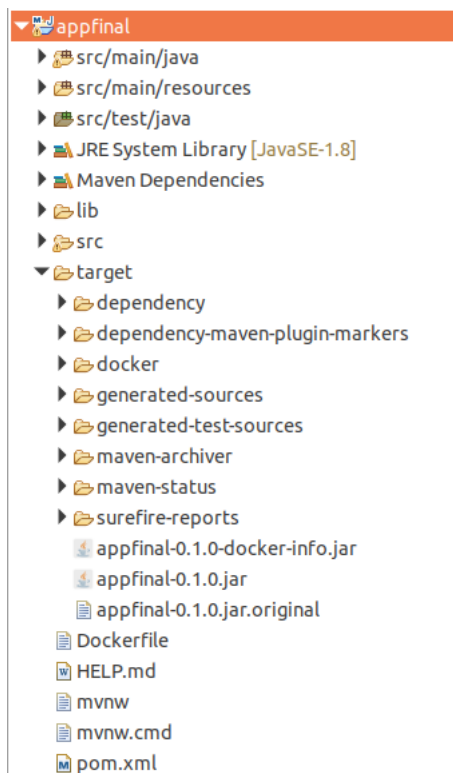 appfinal
src/main/java
src/main/resources
src/test/java
JRE System Library [JavaSE-1.8]
Maven Dependencies
lib
src
target
dependency
dependency-maven-plugin-markers
docker
generated-sources
generated-test-sources
maven-archiver
maven-status
surefire-reports
appfinal-0.1.0-docker-info.jar
appfinal-0.1.0.jar
appfinal-0.1.0.jar.original
Dockerfile
HELP.md
mvnw
mvnw.cmd
pom.xml